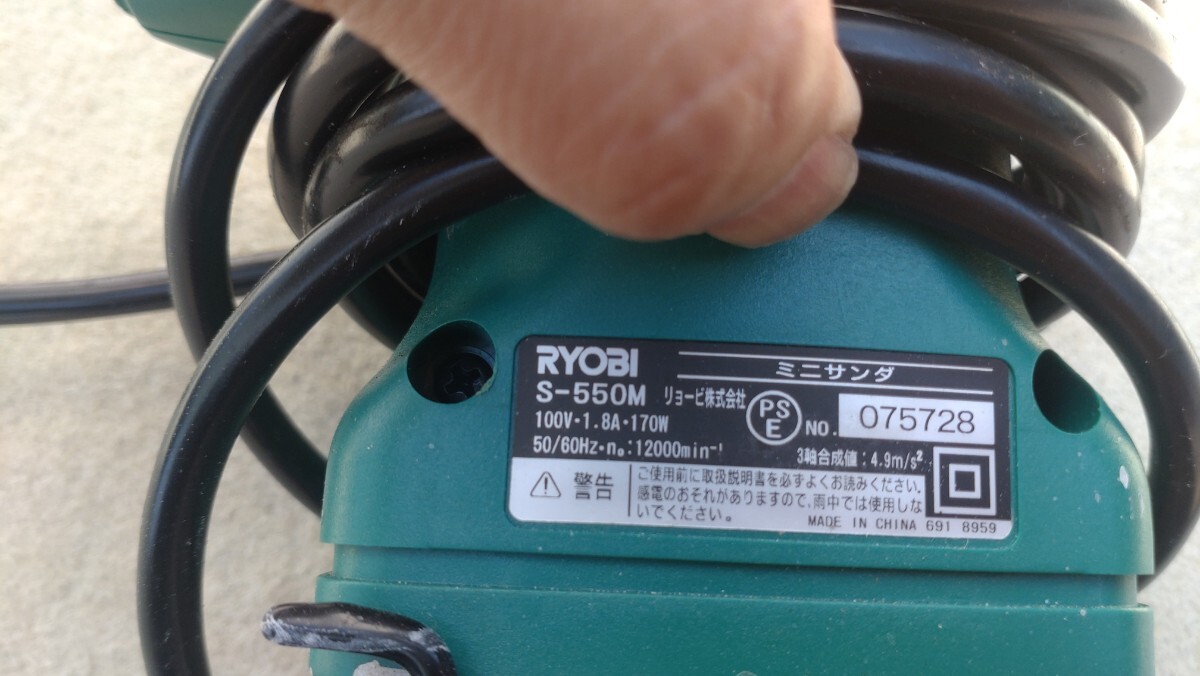 RYOBI
ミニサンダ
S-550M リョービ株式会社
PSE
NO. 075728
100V・1.8A・170W
50/60Hz・n₀:12000min⁻¹
3軸合成値:4.9m/s²
警告
ご使用前に取扱説明書を必ずよくお読みください。
感電のおそれがありますので、雨中では使用しな
いでください。
MADE IN CHINA 691 8959